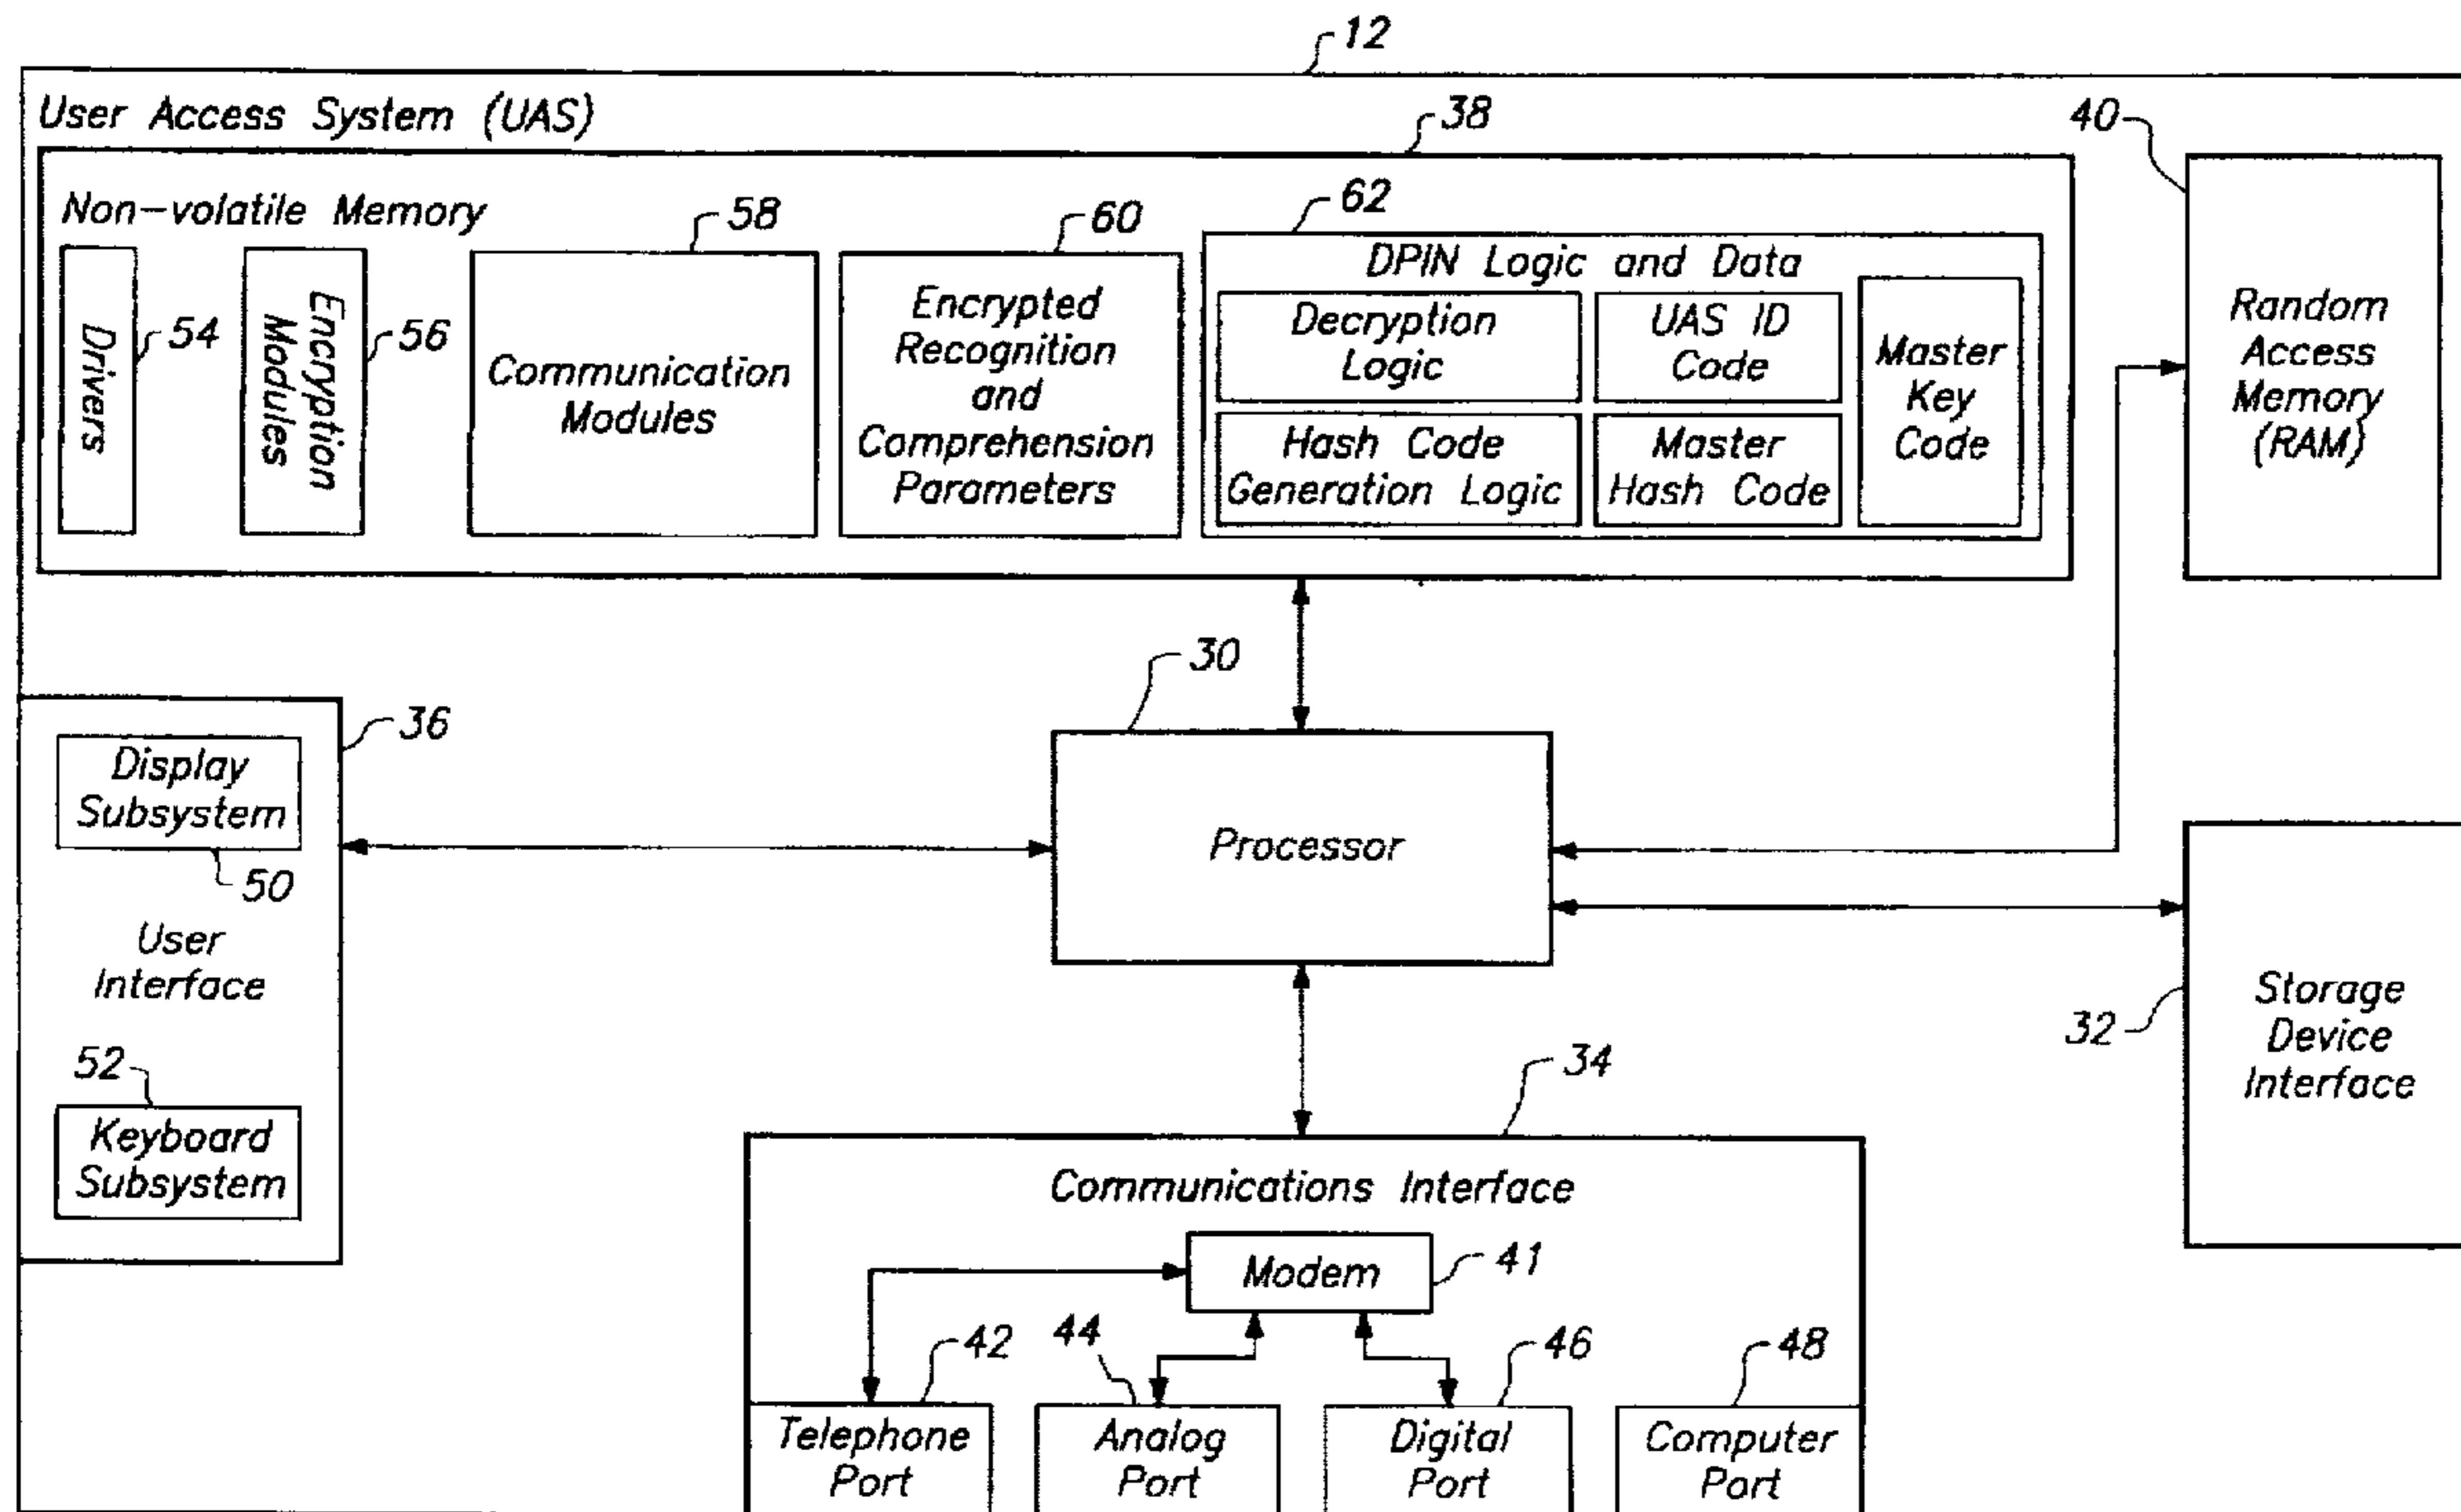 12
User Access System (UAS)
38
40
Non-volatile Memory
58
60
62
Drivers
54
Encryption
Modules
56
Communication
Modules
Encrypted
Recognition
and
Comprehension
Parameters
DPIN Logic and Data
Decryption
Logic
UAS ID
Code
Hash Code
Generation Logic
Master
Hash Code
Master
Key
Code
Random
Access
Memory
(RAM)
30
36
Display
Subsystem
50
User
Interface
52
Keyboard
Subsystem
Processor
32
Storage
Device
Interface
34
Communications Interface
Modem
41
42
44
46
48
Telephone
Port
Analog
Port
Digital
Port
Computer
Port